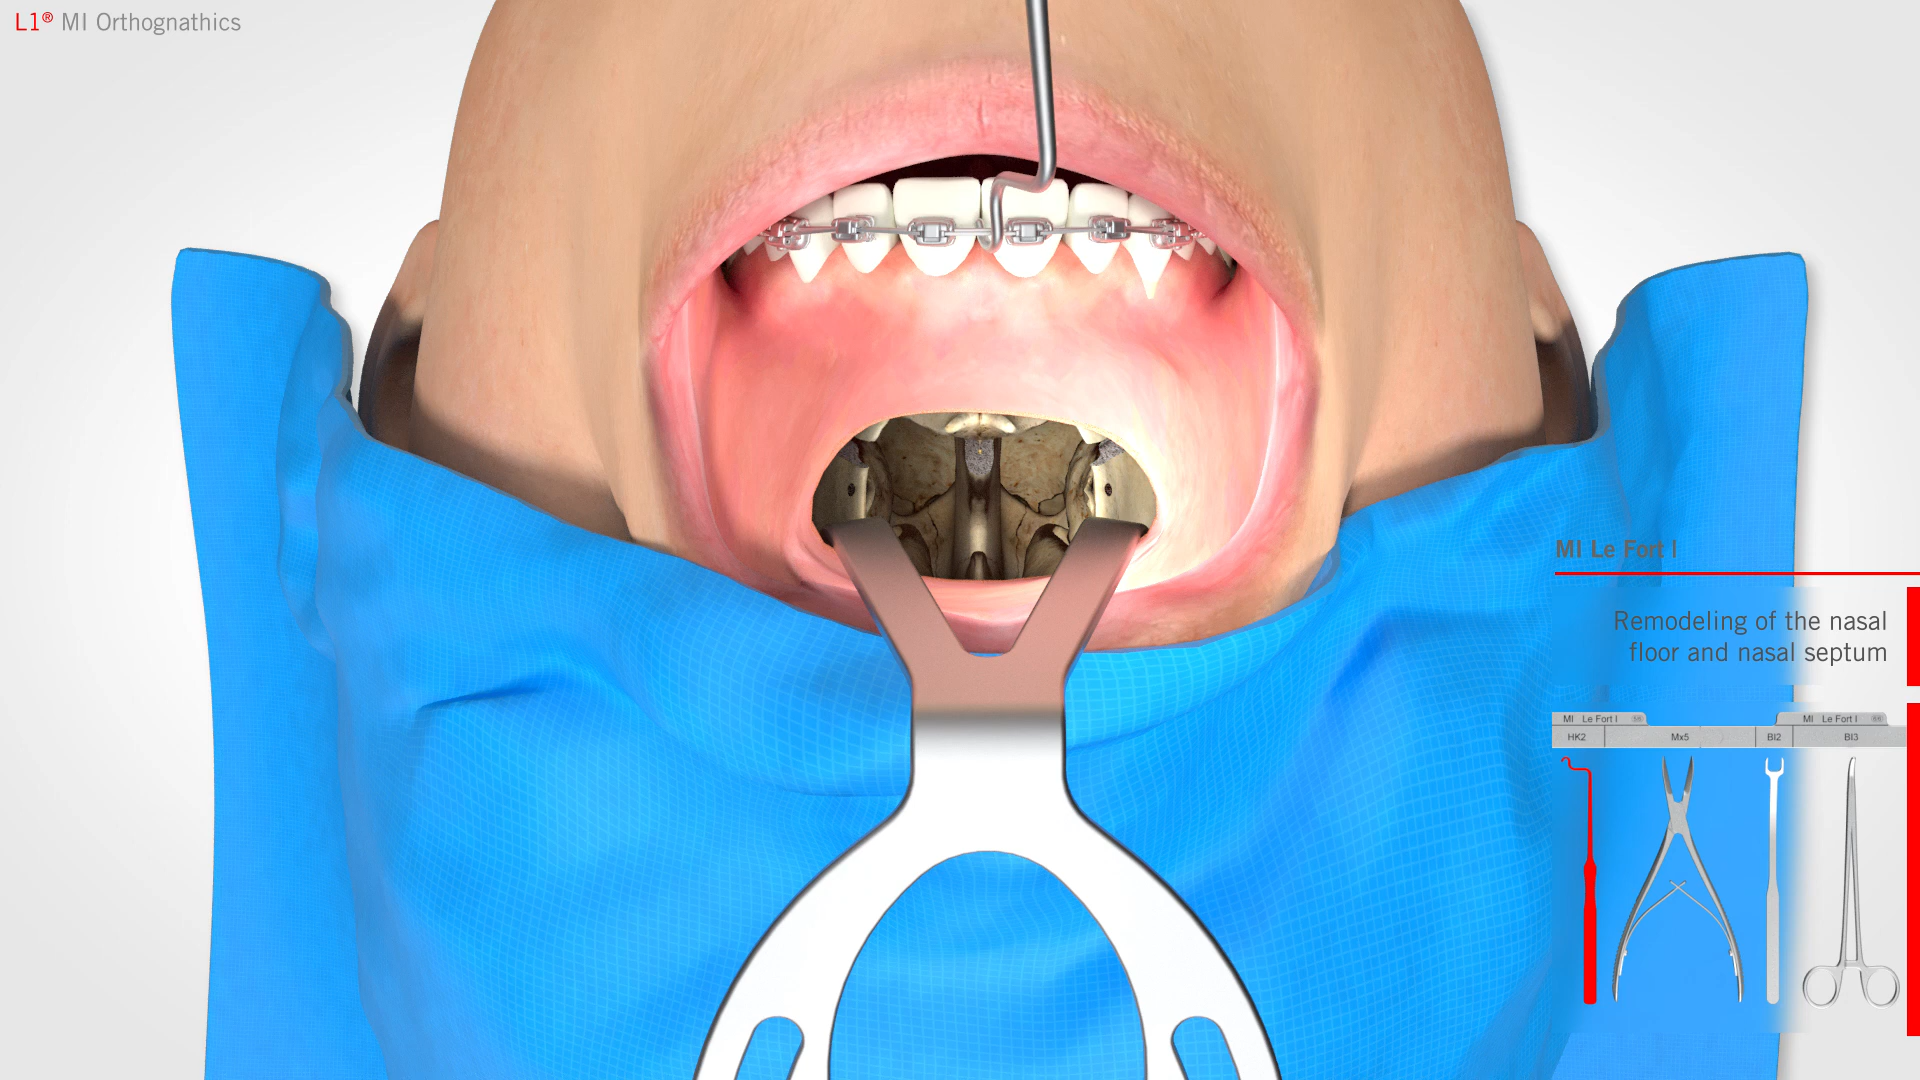 L1® MI Orthognathics
MI Le Fort I
Remodeling of the nasal
floor and nasal septum
MI Le Fort I
MI Le Fort I
HK2 Mx5 BI2 BI3